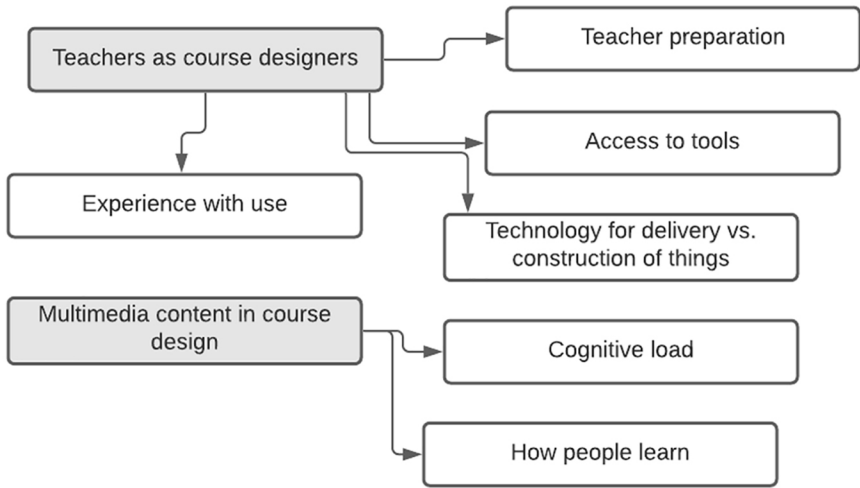 Teachers as course designers
Teacher preparation
Access to tools
Experience with use
Technology for delivery vs.
construction of things
Multimedia content in course
design
Cognitive load
How people learn